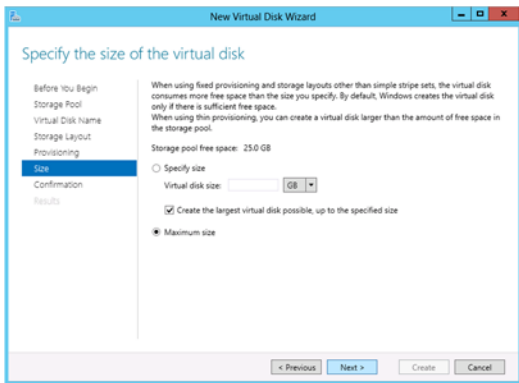 New Virtual Disk Wizard
Specify the size of the virtual disk
Before You Begin
Storage Pool
Virtual Disk Name
Storage Layout
Provisioning
Size
Confirmation
Results
When using fixed provisioning and storage layouts other than simple stripe sets, the virtual disk
consumes more free space than the size you specify. By default, Windows creates the virtual disk
only if there is sufficient free space.
When using thin provisioning, you can create a virtual disk larger than the amount of free space in
the storage pool.
Storage pool free space: 25.0 GB
Specify size
Virtual disk size: GB
Create the largest virtual disk possible, up to the specified size
Maximum size
< Previous Next > Create Cancel